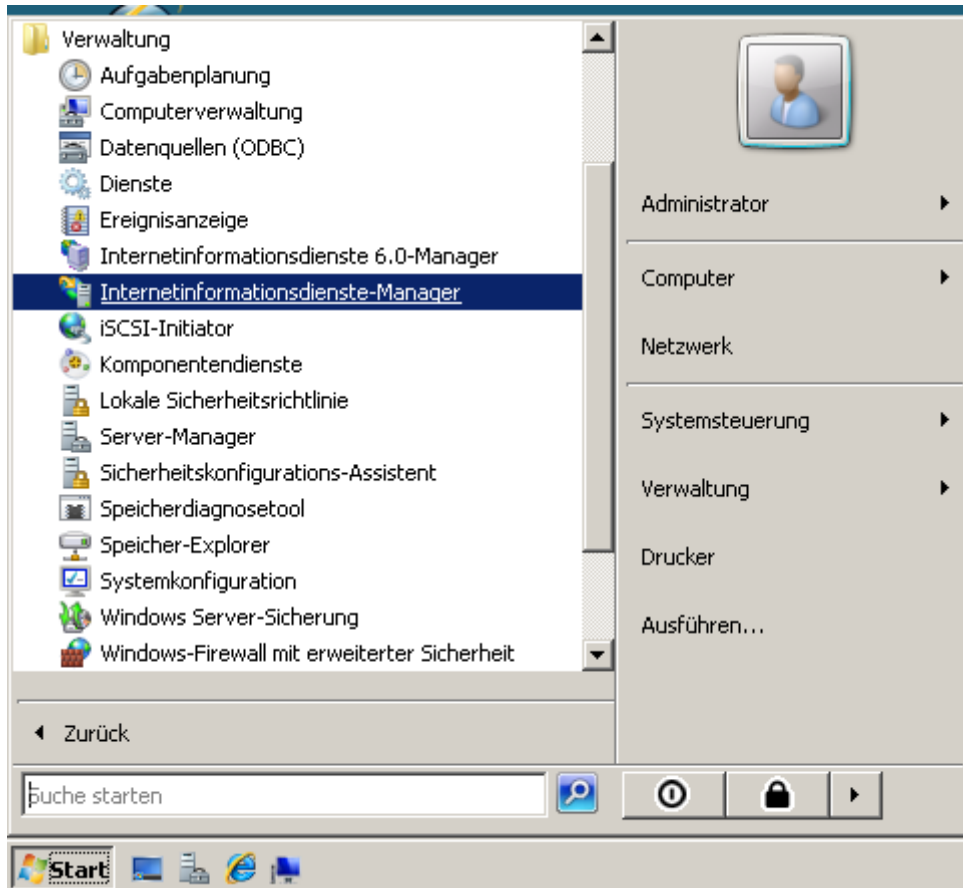 Verwaltung
Aufgabenplanung
Computerverwaltung
Datenquellen (ODBC)
Dienste
Ereignisanzeige
Internetinformationsdienste 6.0-Manager
Internetinformationsdienste-Manager
iSCSI-Initiator
Komponentendienste
Lokale Sicherheitsrichtlinie
Server-Manager
Sicherheitskonfigurations-Assistent
Speicherdiagnosetool
Speicher-Explorer
Systemkonfiguration
Windows Server-Sicherung
Windows-Firewall mit erweiterter Sicherheit
Zurück
Suche starten
Administrator
Computer
Netzwerk
Systemsteuerung
Verwaltung
Drucker
Ausführen...
Start